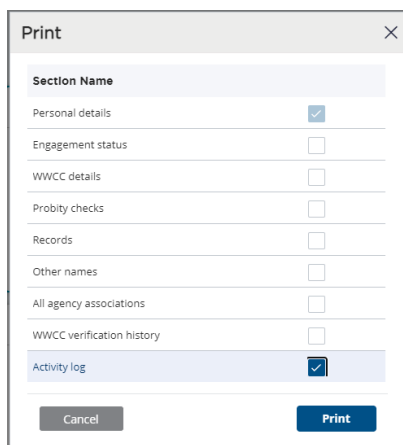 Print
Section Name
Personal details
Engagement status
WWCC details
Probity checks
Records
Other names
All agency associations
WWCC verification history
Activity log
Cancel
Print